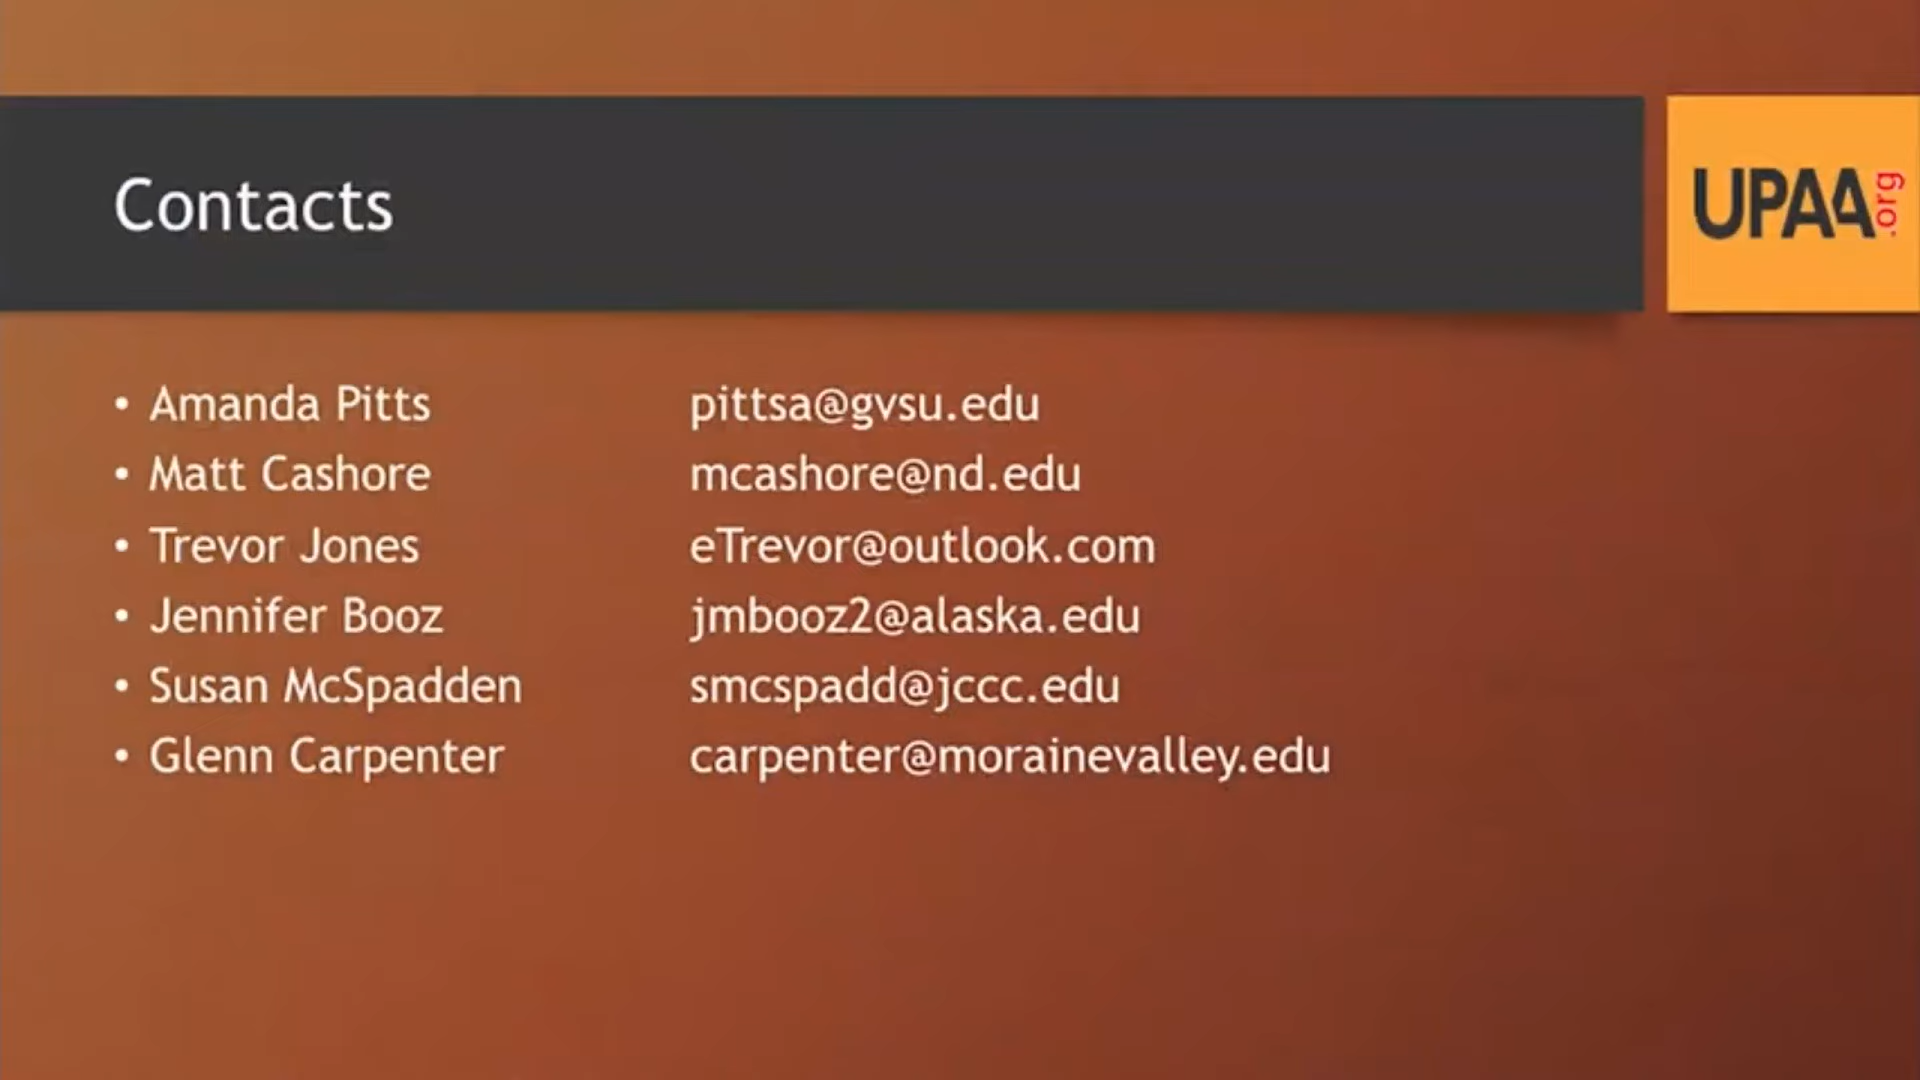 Contacts
UPAA.org
• Amanda Pitts pittsa@gvsu.edu
• Matt Cashore mcashore@nd.edu
• Trevor Jones eTrevor@outlook.com
• Jennifer Booz jmbooz2@alaska.edu
• Susan McSpadden smcspadd@jccc.edu
• Glenn Carpenter carpenter@morainevalley.edu